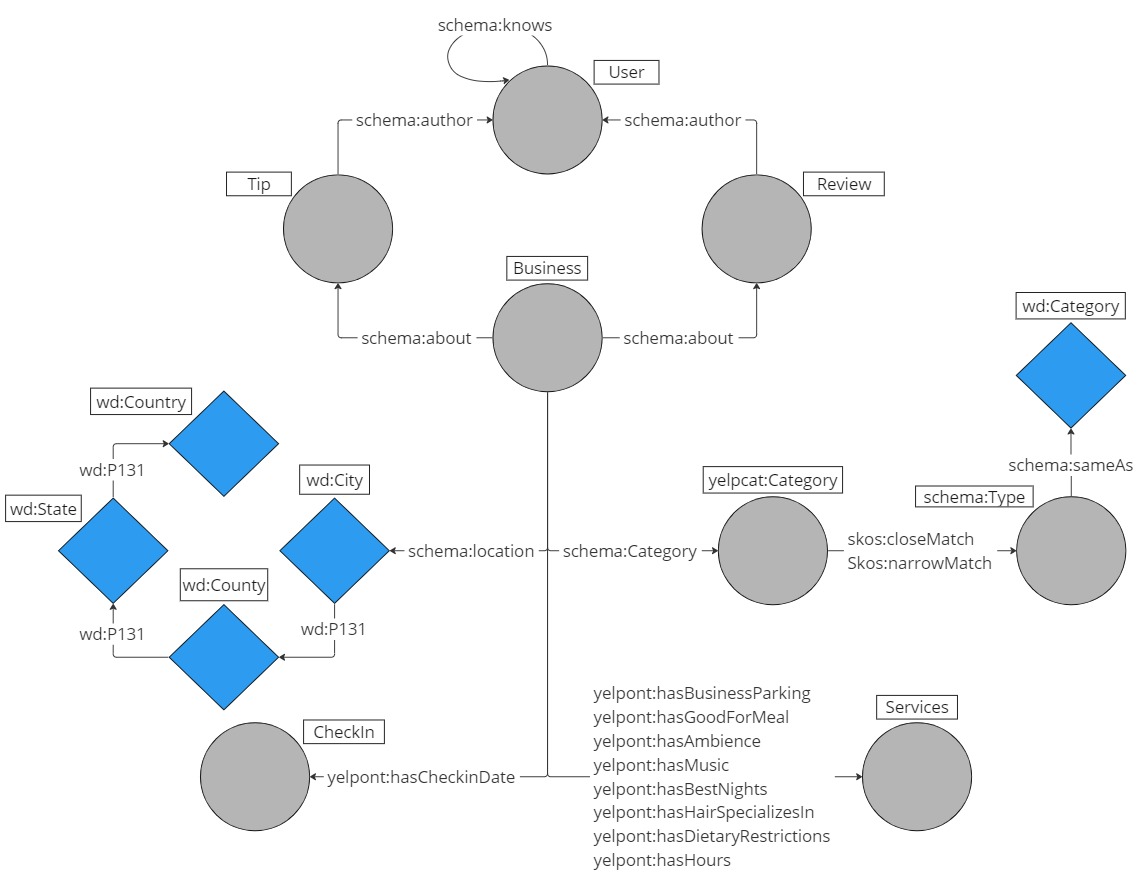 schema:knows
User
schema:author
schema:author
Tip
Review
Business
schema:about
schema:about
wd:Category
wd:Country
schema:sameAs
wd:P131
wd:City
yelpcat:Category
schema:Type
wd:State
skos:closeMatch
Skos:narrowMatch
schema:location
schema:Category
wd:County
wd:P131
wd:P131
yelpont:hasBusinessParking
yelpont:hasGoodForMeal
yelpont:hasAmbience
yelpont:hasMusic
yelpont:hasBestNights
yelpont:hasHairSpecializesIn
yelpont:hasDietaryRestrictions
yelpont:hasHours
Services
CheckIn
yelpont:hasCheckinDate